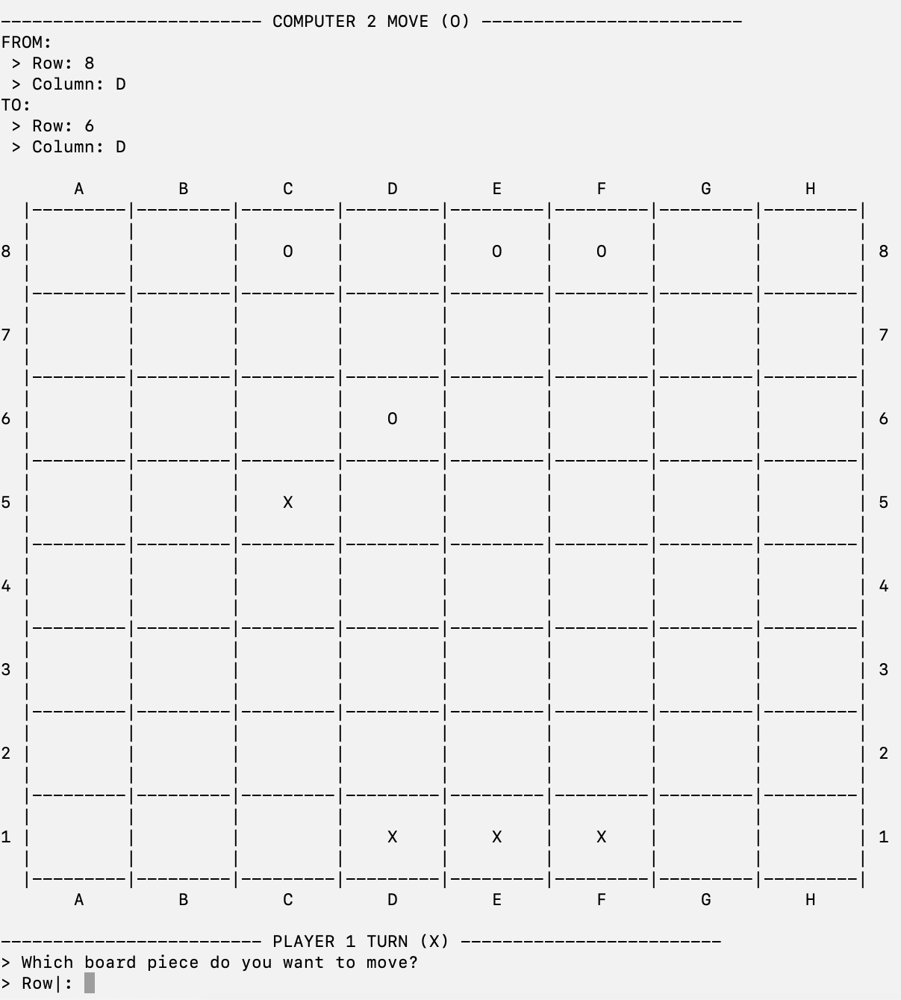 ------------------------- COMPUTER 2 MOVE (O) -------------------------
FROM:
 > Row: 8
 > Column: D
TO:
 > Row: 6
 > Column: D
A B C D E F G H
8 O O O 8
7 7
6 O 6
5 X 5
4 4
3 3
2 2
1 X X X 1
A B C D E F G H
------------------------- PLAYER 1 TURN (X) -------------------------
> Which board piece do you want to move?
> Row|: